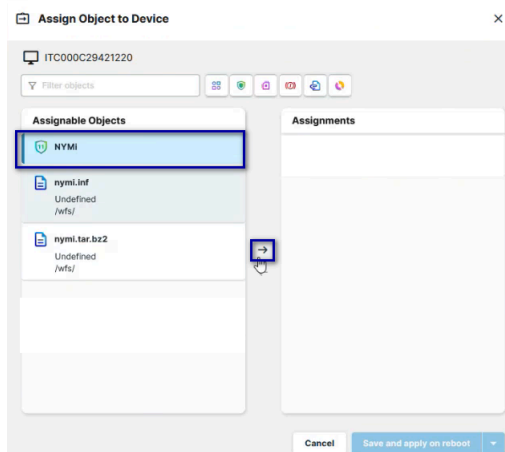 Assign Object to Device
ITC000C29421220
Filter objects
Assignable Objects
Assignments
NYMi
nymi.inf
Undefined
/wfs/
nymi.tar.bz2
Undefined
/wfs/
Cancel
Save and apply on reboot